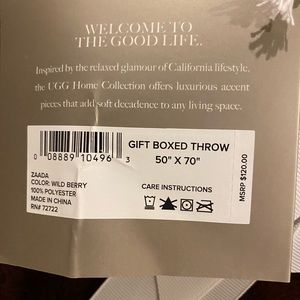 WELCOME TO
THE GOOD LIFE.
Inspired by the relaxed glamour of California lifestyle,
the UGG Home Collection offers luxurious accent
pieces that add soft decadence to any living space.
0 08889 10496 3
GIFT BOXED THROW
50" X 70"
ZAADA
COLOR: WILD BERRY
100% POLYESTER
MADE IN CHINA
RN# 72722
CARE INSTRUCTIONS
MSRP $120.00